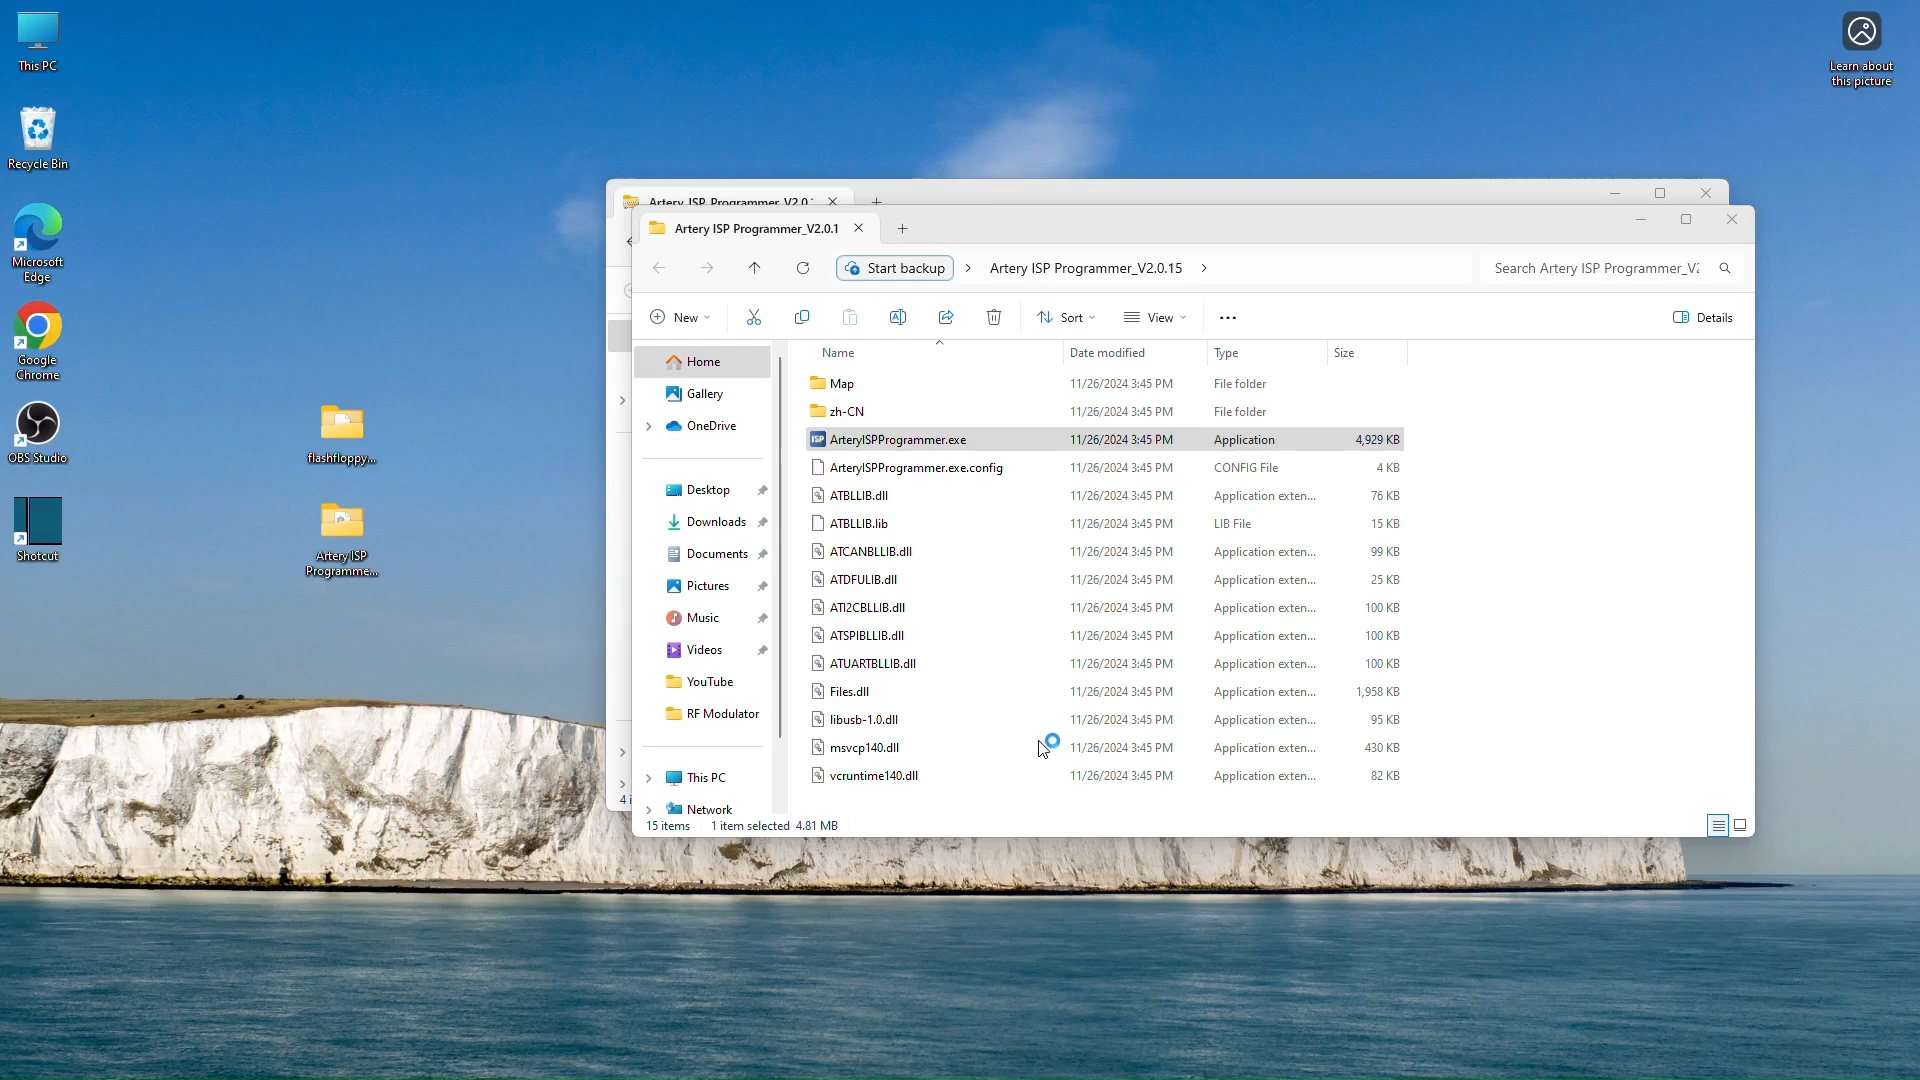 This PC
Recycle Bin
Microsoft
Edge
Google
Chrome
OBS Studio
Shotcut
flashfloppy...
Artery ISP
Programme...
Learn about
this picture
Artery ISP Programmer_V2.0.1
Artery ISP Programmer_V2.0.1
Start backup
Artery ISP Programmer_V2.0.15
Search Artery ISP Programmer_V2
New
Sort
View
Details
Home
Gallery
OneDrive
Desktop
Downloads
Documents
Pictures
Music
Videos
YouTube
RF Modulator
This PC
Network
Name Date modified Type Size
Map 11/26/2024 3:45 PM File folder
zh-CN 11/26/2024 3:45 PM File folder
ISP ArteryISPProgrammer.exe 11/26/2024 3:45 PM Application 4,929 KB
ArteryISPProgrammer.exe.config 11/26/2024 3:45 PM CONFIG File 4 KB
ATBLLIB.dll 11/26/2024 3:45 PM Application exten... 76 KB
ATBLLIB.lib 11/26/2024 3:45 PM LIB File 15 KB
ATCANBLLIB.dll 11/26/2024 3:45 PM Application exten... 99 KB
ATDFULIB.dll 11/26/2024 3:45 PM Application exten... 25 KB
ATI2CBLLIB.dll 11/26/2024 3:45 PM Application exten... 100 KB
ATSPIBLLIB.dll 11/26/2024 3:45 PM Application exten... 100 KB
ATUARTBLLIB.dll 11/26/2024 3:45 PM Application exten... 100 KB
Files.dll 11/26/2024 3:45 PM Application exten... 1,958 KB
libusb-1.0.dll 11/26/2024 3:45 PM Application exten... 95 KB
msvcp140.dll 11/26/2024 3:45 PM Application exten... 430 KB
vcruntime140.dll 11/26/2024 3:45 PM Application exten... 82 KB
4 i
15 items 1 item selected 4.81 MB